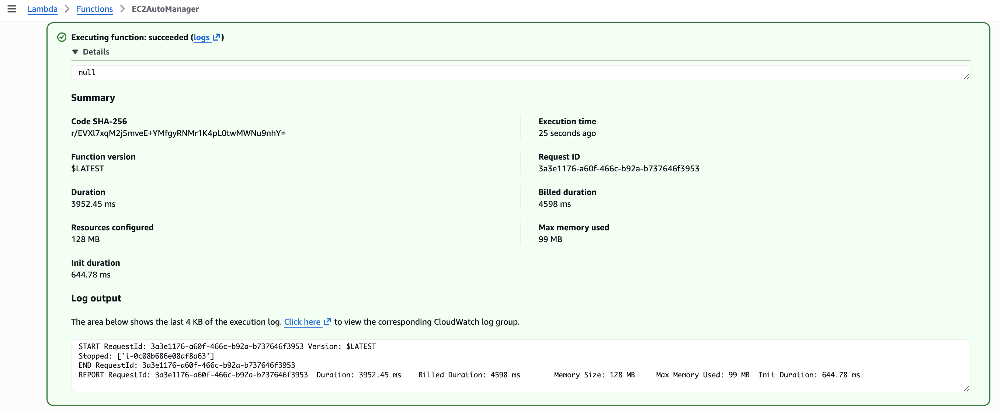 Lambda > Functions > EC2AutoManager
Executing function: succeeded (logs)
Details
null
Summary
Code SHA-256
r/EVXl7xqM2j5mveE+YMfgyRNMr1K4pL0twMWNu9nhY=
Execution time
25 seconds ago
Function version
$LATEST
Request ID
3a3e1176-a60f-466c-b92a-b737646f3953
Duration
3952.45 ms
Billed duration
4598 ms
Resources configured
128 MB
Max memory used
99 MB
Init duration
644.78 ms
Log output
The area below shows the last 4 KB of the execution log. Click here to view the corresponding CloudWatch log group.
START RequestId: 3a3e1176-a60f-466c-b92a-b737646f3953 Version: $LATEST
Stopped: ['i-0c08b686e08af8a63']
END RequestId: 3a3e1176-a60f-466c-b92a-b737646f3953
REPORT RequestId: 3a3e1176-a60f-466c-b92a-b737646f3953 Duration: 3952.45 ms Billed Duration: 4598 ms Memory Size: 128 MB Max Memory Used: 99 MB Init Duration: 644.78 ms